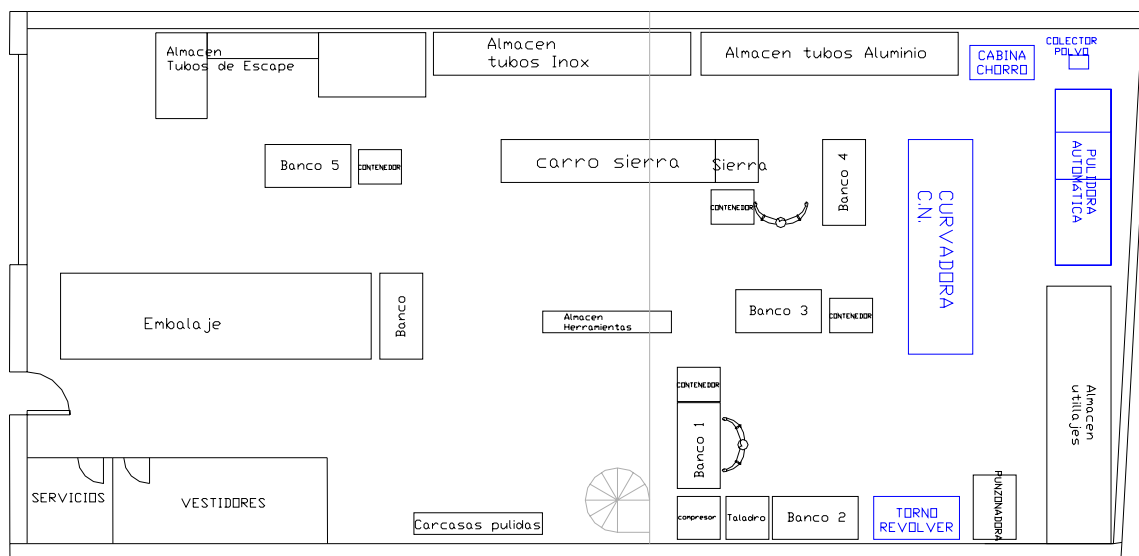 Almacen
Tubos de Escape
Almacen
tubos Inox
Almacen tubos Aluminio
CABINA
CHORRO
COLECTOR
POLVO
Banco 5
CONTENEDOR
carro sierra
Sierra
CONTENEDOR
Banco 4
CURVADORA
C.N.
PULIDORA
AUTOMÁTICA
Embalaje
Banco
Almacen
Herramientas
Banco 3
CONTENEDOR
CONTENEDOR
Banco 1
Almacen
utillajes
SERVICIOS
VESTIDORES
Carcasas pulidas
compresor
Taladro
Banco 2
TORNO
REVOLVER
PUNZONADORA